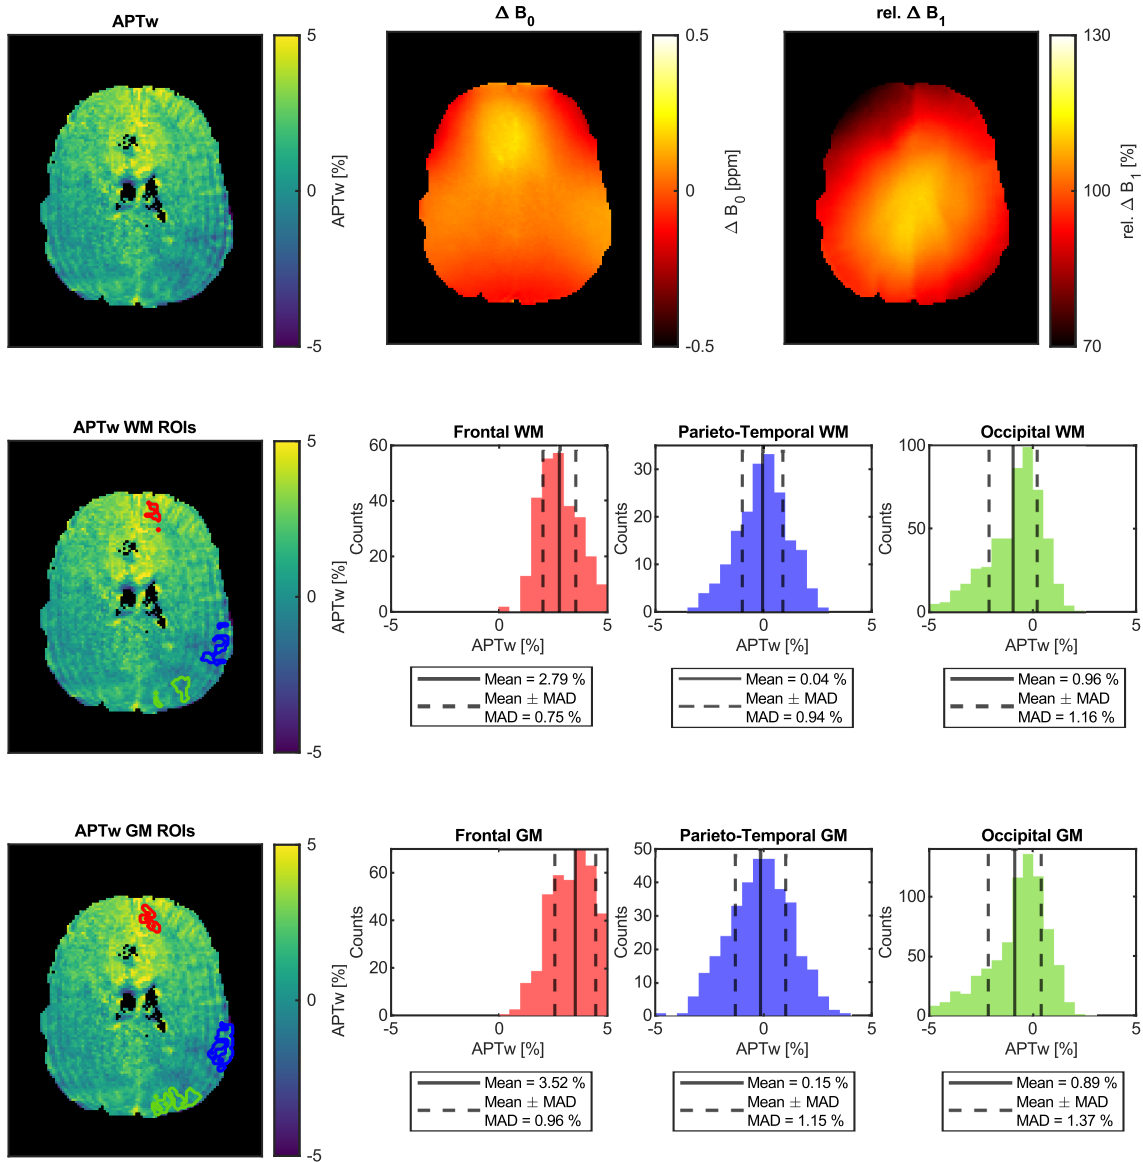 APTw
5
0
-5
APTw [%]
Δ B0
0.5
0
-0.5
Δ B0 [ppm]
rel. Δ B1
130
100
70
rel. Δ B1 [%]
APTw WM ROIs
5
0
-5
APTw [%]
Frontal WM
60
40
20
0
Counts
-5
0
5
APTw [%]
Mean = 2.79 %
Mean ± MAD
MAD = 0.75 %
Parieto-Temporal WM
30
20
10
0
Counts
-5
0
5
APTw [%]
Mean = 0.04 %
Mean ± MAD
MAD = 0.94 %
Occipital WM
100
50
0
Counts
-5
0
5
APTw [%]
Mean = 0.96 %
Mean ± MAD
MAD = 1.16 %
APTw GM ROIs
5
0
-5
APTw [%]
Frontal GM
60
40
20
0
Counts
-5
0
5
APTw [%]
Mean = 3.52 %
Mean ± MAD
MAD = 0.96 %
Parieto-Temporal GM
50
40
30
20
10
0
Counts
-5
0
5
APTw [%]
Mean = 0.15 %
Mean ± MAD
MAD = 1.15 %
Occipital GM
100
50
0
Counts
-5
0
5
APTw [%]
Mean = 0.89 %
Mean ± MAD
MAD = 1.37 %